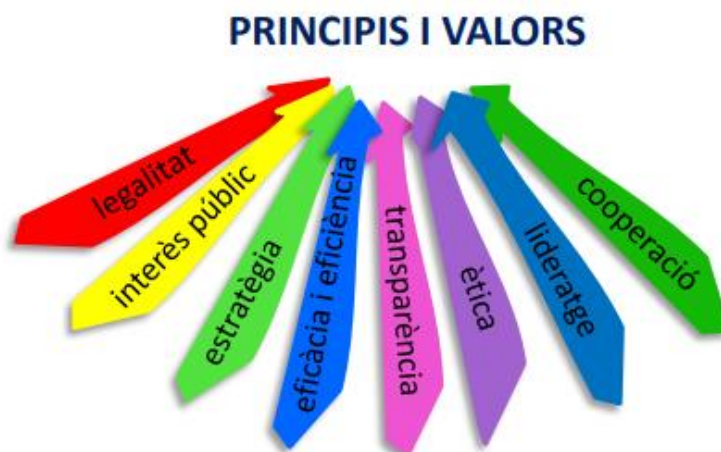 PRINCIPIS I VALORS
legalitat
interès públic
estratègia
eficàcia i eficiència
transparència
ètica
lideratge
cooperació